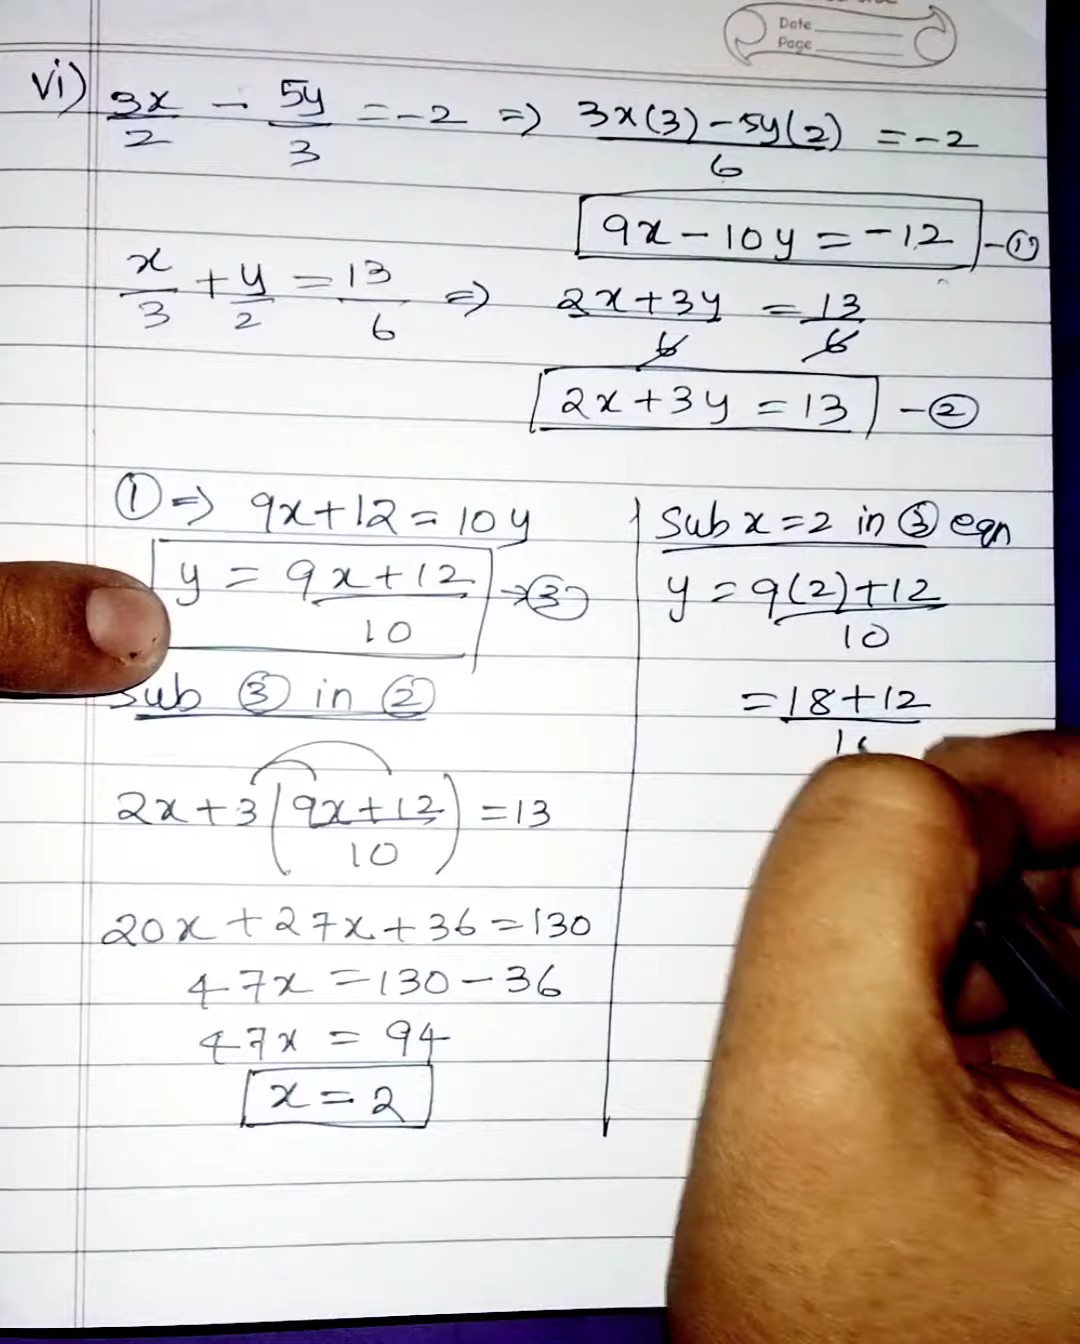 Date
Page
vi) 3x/2 - 5y/3 = -2 => 3x(3) - 5y(2)/6 = -2
9x - 10y = -12 - ①
x/3 + y/2 = 13/6 => 2x + 3y/6 = 13/6
2x + 3y = 13 - ②
① => 9x + 12 = 10y
y = 9x + 12/10 → ③
Sub ③ in ②
2x + 3(9x + 12/10) = 13
20x + 27x + 36 = 130
47x = 130 - 36
47x = 94
x = 2
Sub x = 2 in ③ eqn
y = 9(2) + 12/10
= 18 + 12